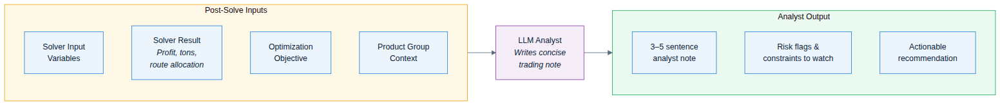 Post-Solve Inputs
Solver Input
Variables
Solver Result
Profit, tons,
route allocation
Optimization
Objective
Product Group
Context
LLM Analyst
Writes concise
trading note
Analyst Output
3–5 sentence
analyst note
Risk flags &
constraints to watch
Actionable
recommendation